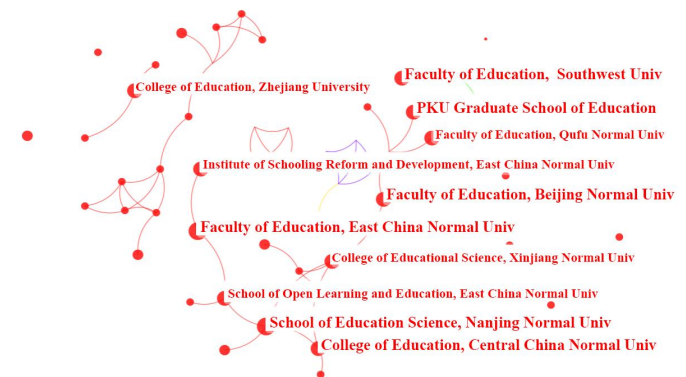 Faculty of Education, Southwest Univ
College of Education, Zhejiang University
PKU Graduate School of Education
Faculty of Education, Qufu Normal Univ
Institute of Schooling Reform and Development, East China Normal Univ
Faculty of Education, Beijing Normal Univ
Faculty of Education, East China Normal Univ
College of Educational Science, Xinjiang Normal Univ
School of Open Learning and Education, East China Normal Univ
School of Education Science, Nanjing Normal Univ
College of Education, Central China Normal Univ